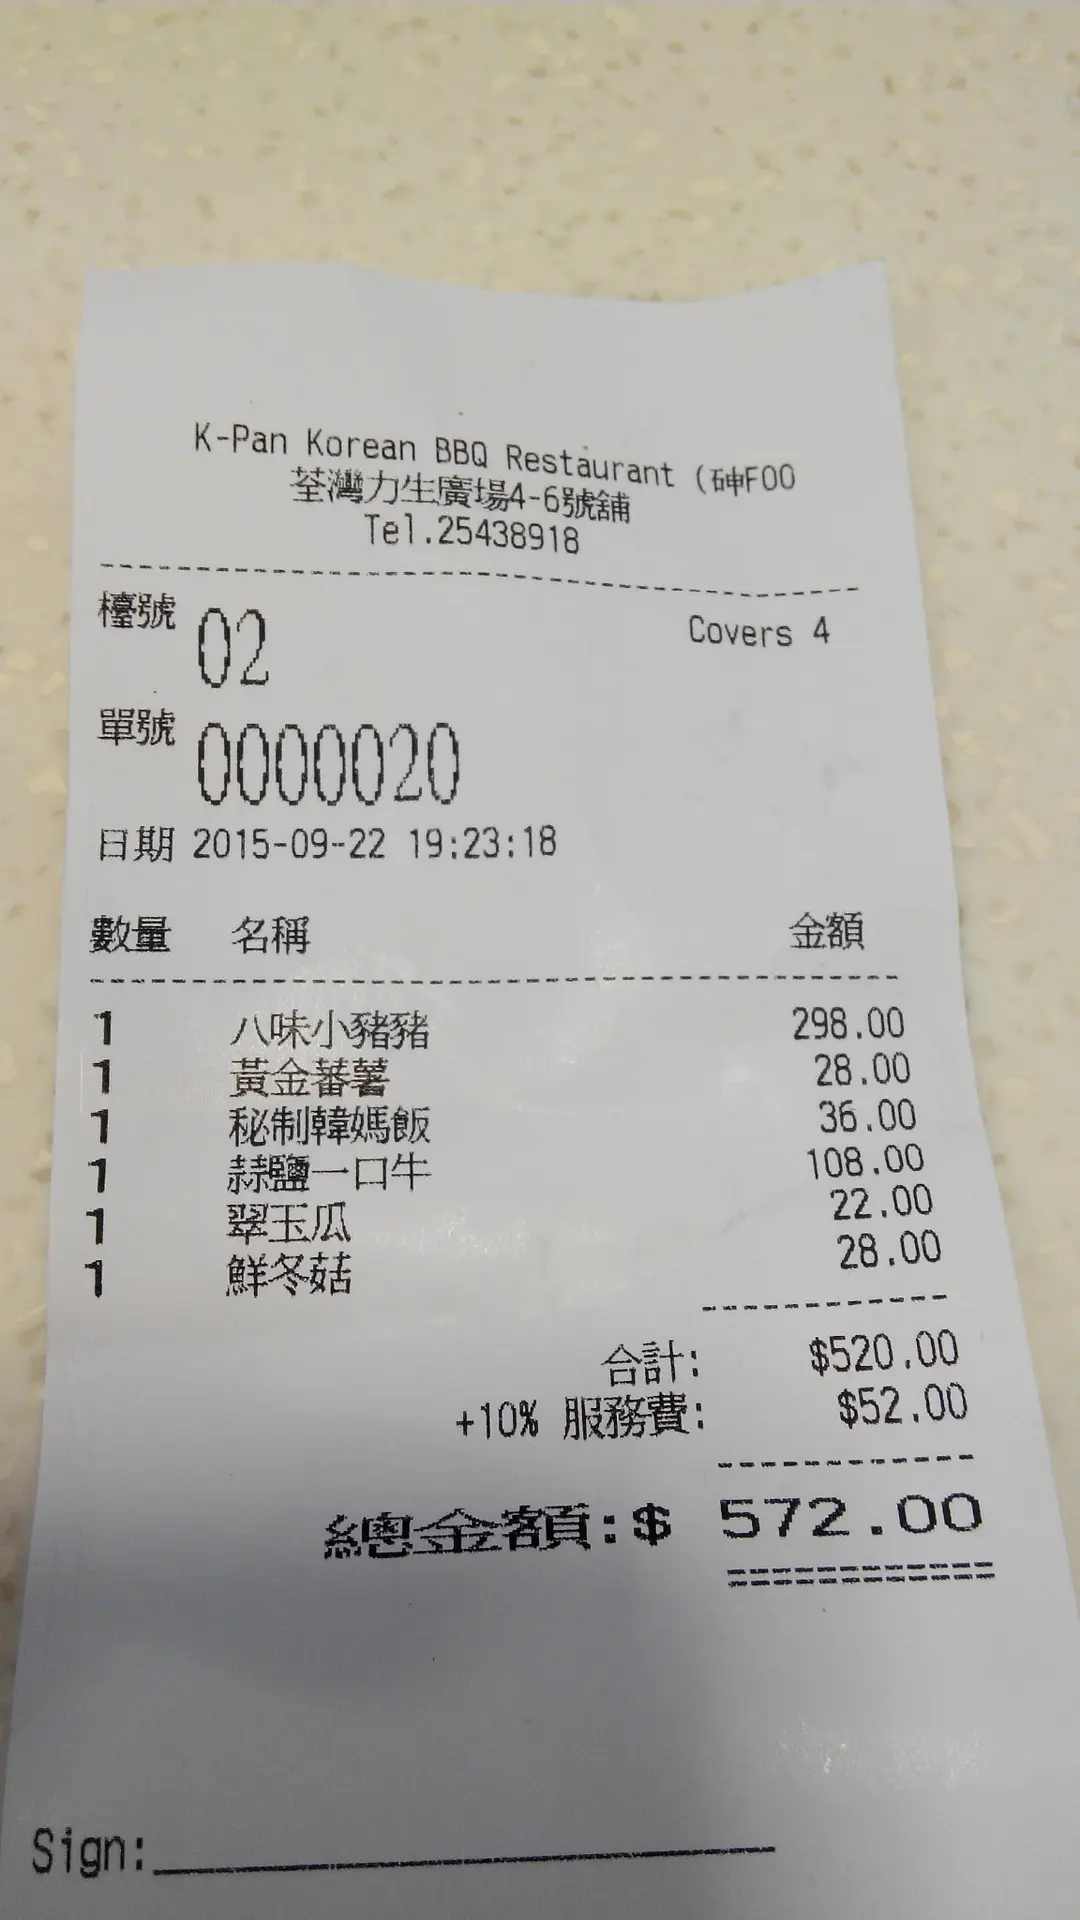 K-Pan Korean BBQ Restaurant (砷FOO
荃灣力生廣場4-6號舖
Tel.25438918
檯號 02 Covers 4
單號 0000020
日期 2015-09-22 19:23:18
數量 名稱 金額
1 八味小豬豬 298.00
1 黃金蕃薯 28.00
1 秘制韓媽飯 36.00
1 蒜鹽一口牛 108.00
1 翠玉瓜 22.00
1 鮮冬菇 28.00
合計: $520.00
+10% 服務費: $52.00
總金額:$ 572.00
Sign: